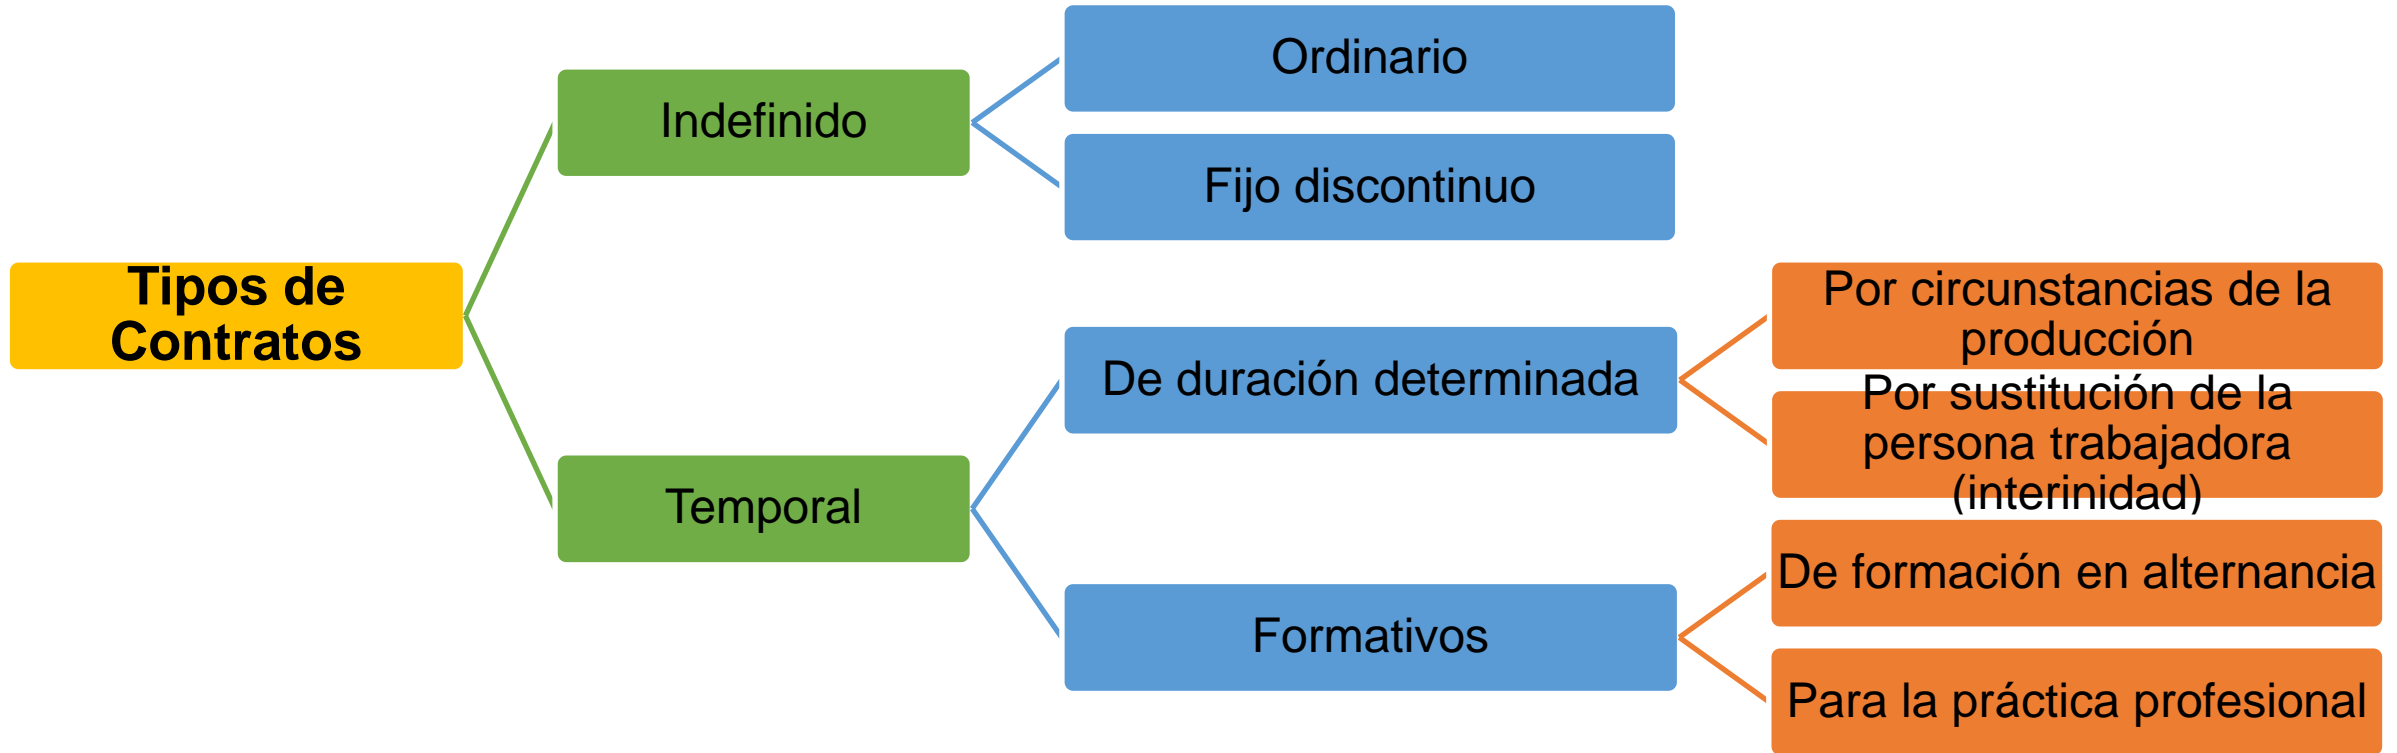 Tipos de
Contratos
Indefinido
Ordinario
Fijo discontinuo
Temporal
De duración determinada
Por circunstancias de la
producción
Por sustitución de la
persona trabajadora
(interinidad)
Formativos
De formación en alternancia
Para la práctica profesional